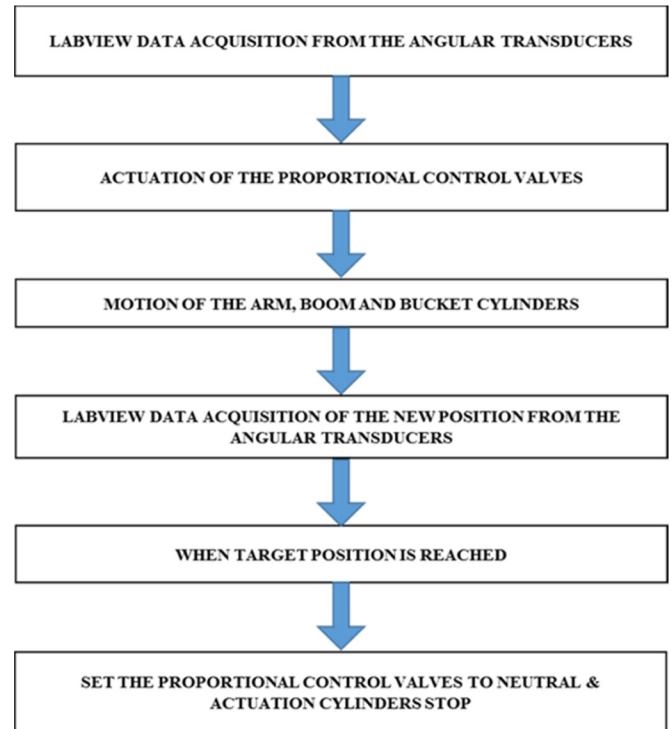 LABVIEW DATA ACQUISITION FROM THE ANGULAR TRANSDUCERS
ACTUATION OF THE PROPORTIONAL CONTROL VALVES
MOTION OF THE ARM, BOOM AND BUCKET CYLINDERS
LABVIEW DATA ACQUISITION OF THE NEW POSITION FROM THE
ANGULAR TRANSDUCERS
WHEN TARGET POSITION IS REACHED
SET THE PROPORTIONAL CONTROL VALVES TO NEUTRAL &
ACTUATION CYLINDERS STOP